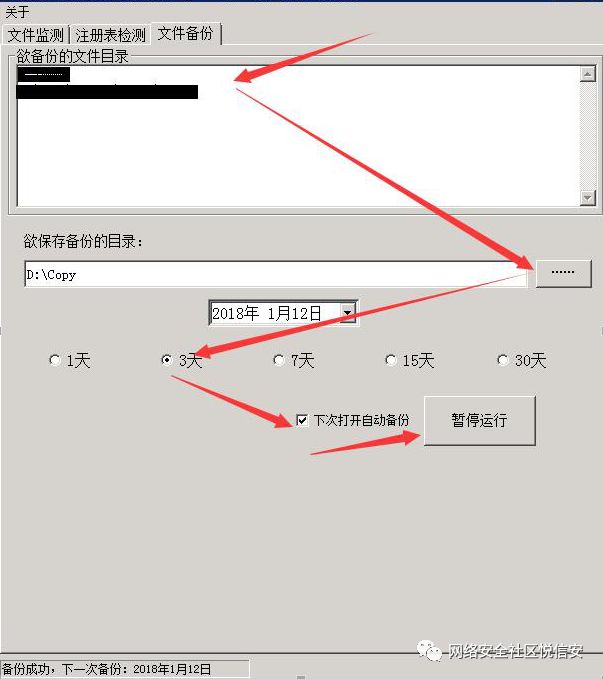 关于
文件监测 注册表检测 文件备份
欲备份的文件目录
欲保存备份的目录：
D:\Copy ......
2018年 1月12日
1天 3天 7天 15天 30天
下次打开自动备份 暂停运行
网络安全社区悦信安
备份成功，下一次备份：2018年1月12日